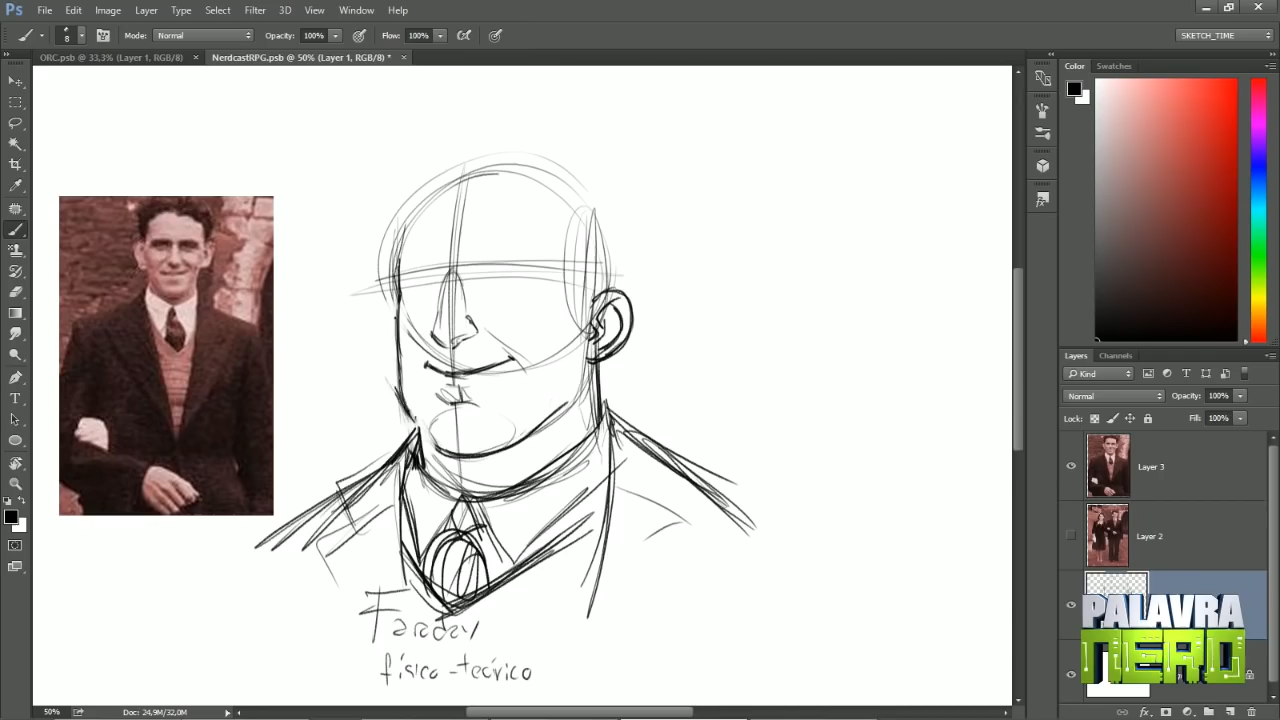 Ps File Edit Image Layer Type Select Filter 3D View Window Help
8 Mode: Normal Opacity: 100% Flow: 100% SKETCH_TIME
ORC.psb @ 33,3% (Layer 1, RGB/8) × NerdcastRPG.psb @ 50% (Layer 1, RGB/8) * ×
Color Swatches
Layers Channels
Kind
Normal Opacity: 100%
Lock: Fill: 100%
Layer 3
Layer 2
Faraday
físico-teórico
PALAVRA
NERD
50% Doc: 24,9M/32,0M